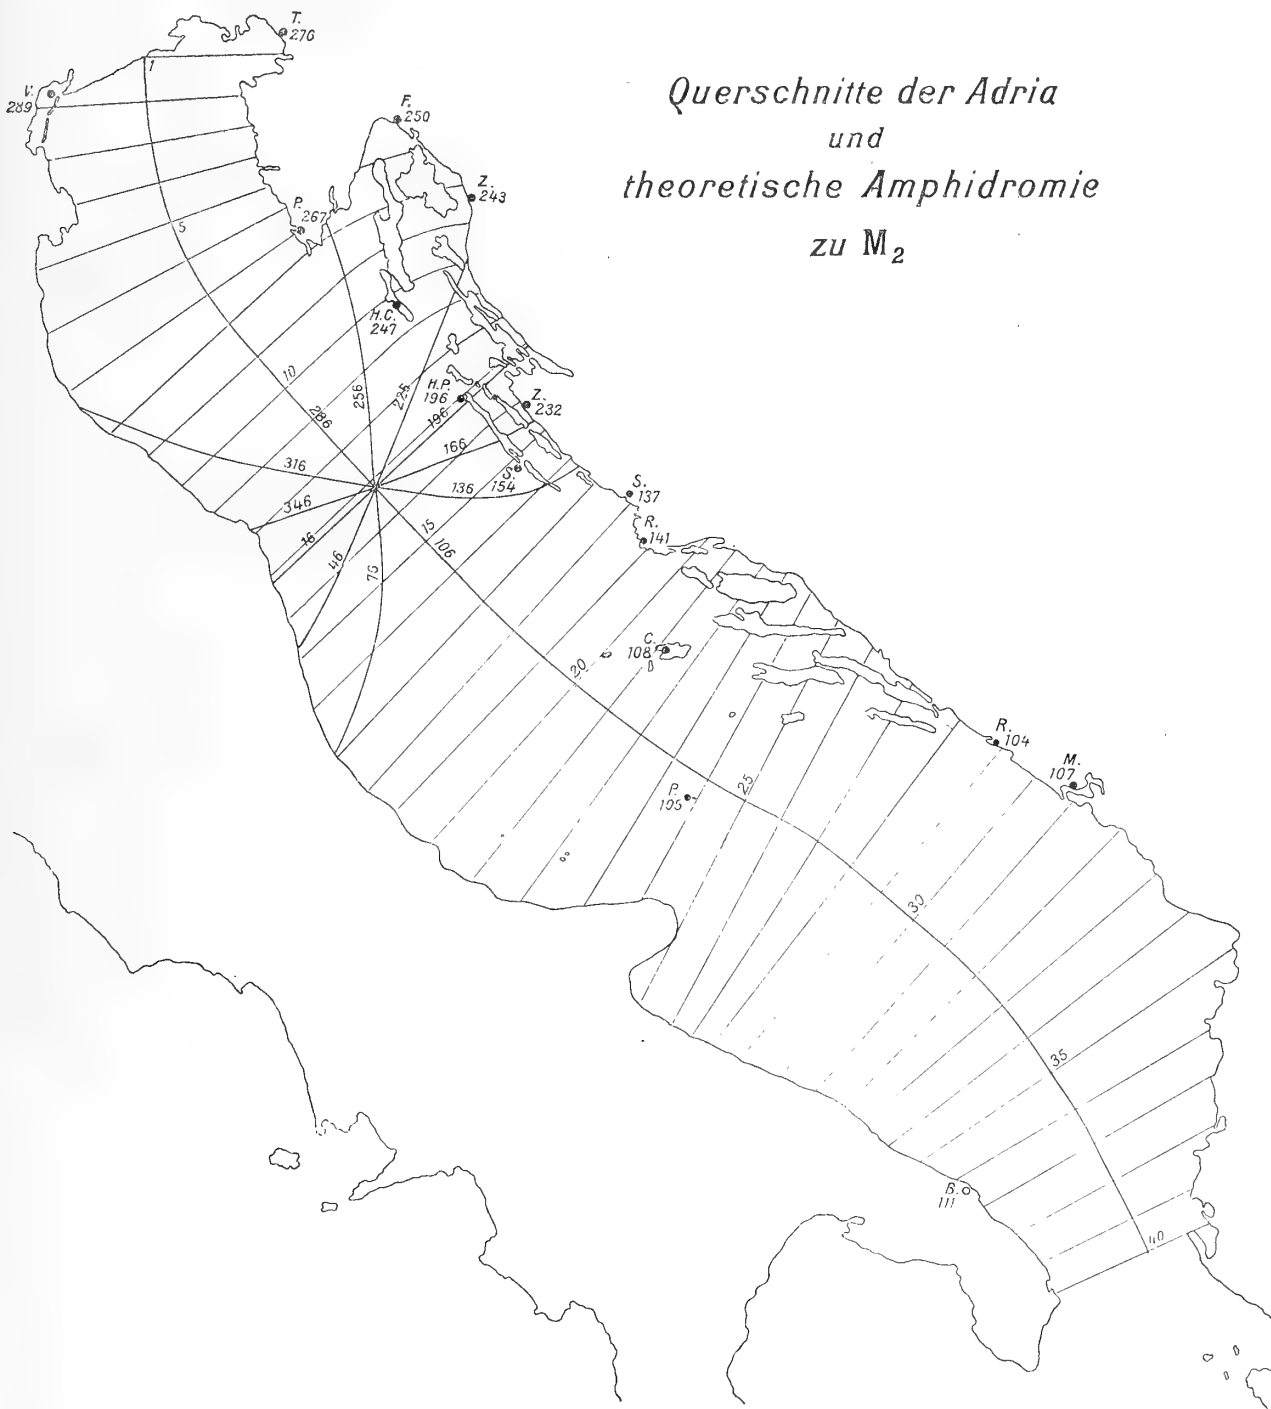 Querschnitte der Adria
und
theoretische Amphidromie
zu M₂
T.
276
1
V.
289
F.
250
Z.
243
P.
267
5
H.C.
247
10
286
256
225
H.P.
196
196
Z.
232
166
316
136
S.
154
346
S.
137
16
46
76
15
106
R.
141
C.
108
20
R.
104
M.
107
P.
105
25
30
35
B.
111
40